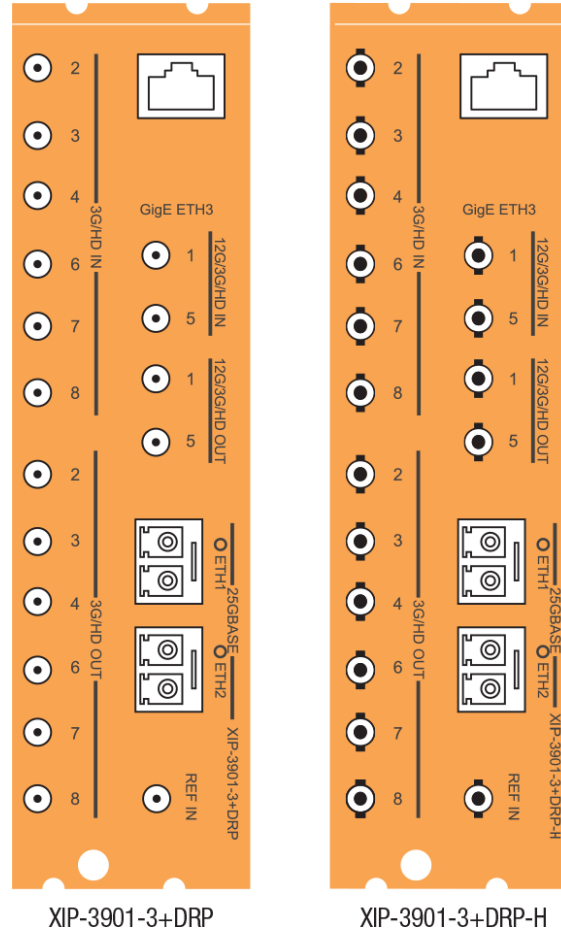 2
3
4
3G/HD IN
6
7
8
2
3
4
3G/HD OUT
6
7
8
GigE ETH3
1
5
12G/3G/HD IN
1
5
12G/3G/HD OUT
ETH1
25GBASE
ETH2
XIP-3901-3+DRP
REF IN
XIP-3901-3+DRP
2
3
4
3G/HD IN
6
7
8
2
3
4
3G/HD OUT
6
7
8
GigE ETH3
1
5
12G/3G/HD IN
1
5
12G/3G/HD OUT
ETH1
25GBASE
ETH2
XIP-3901-3+DRP-H
REF IN
XIP-3901-3+DRP-H